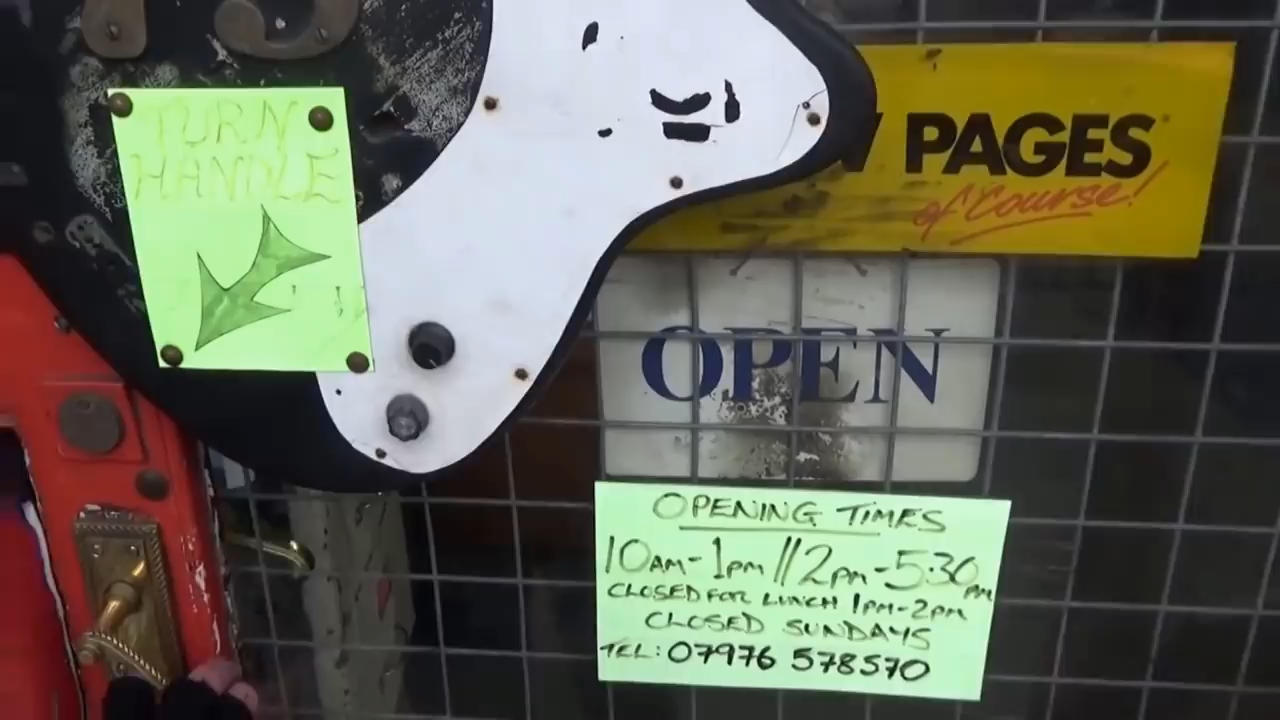 TURN
HANDLE
PAGES
of Course!
OPEN
OPENING TIMES
10AM-1PM // 2PM-5:30PM
CLOSED FOR LUNCH 1PM-2PM
CLOSED SUNDAYS
TEL: 07976 578570